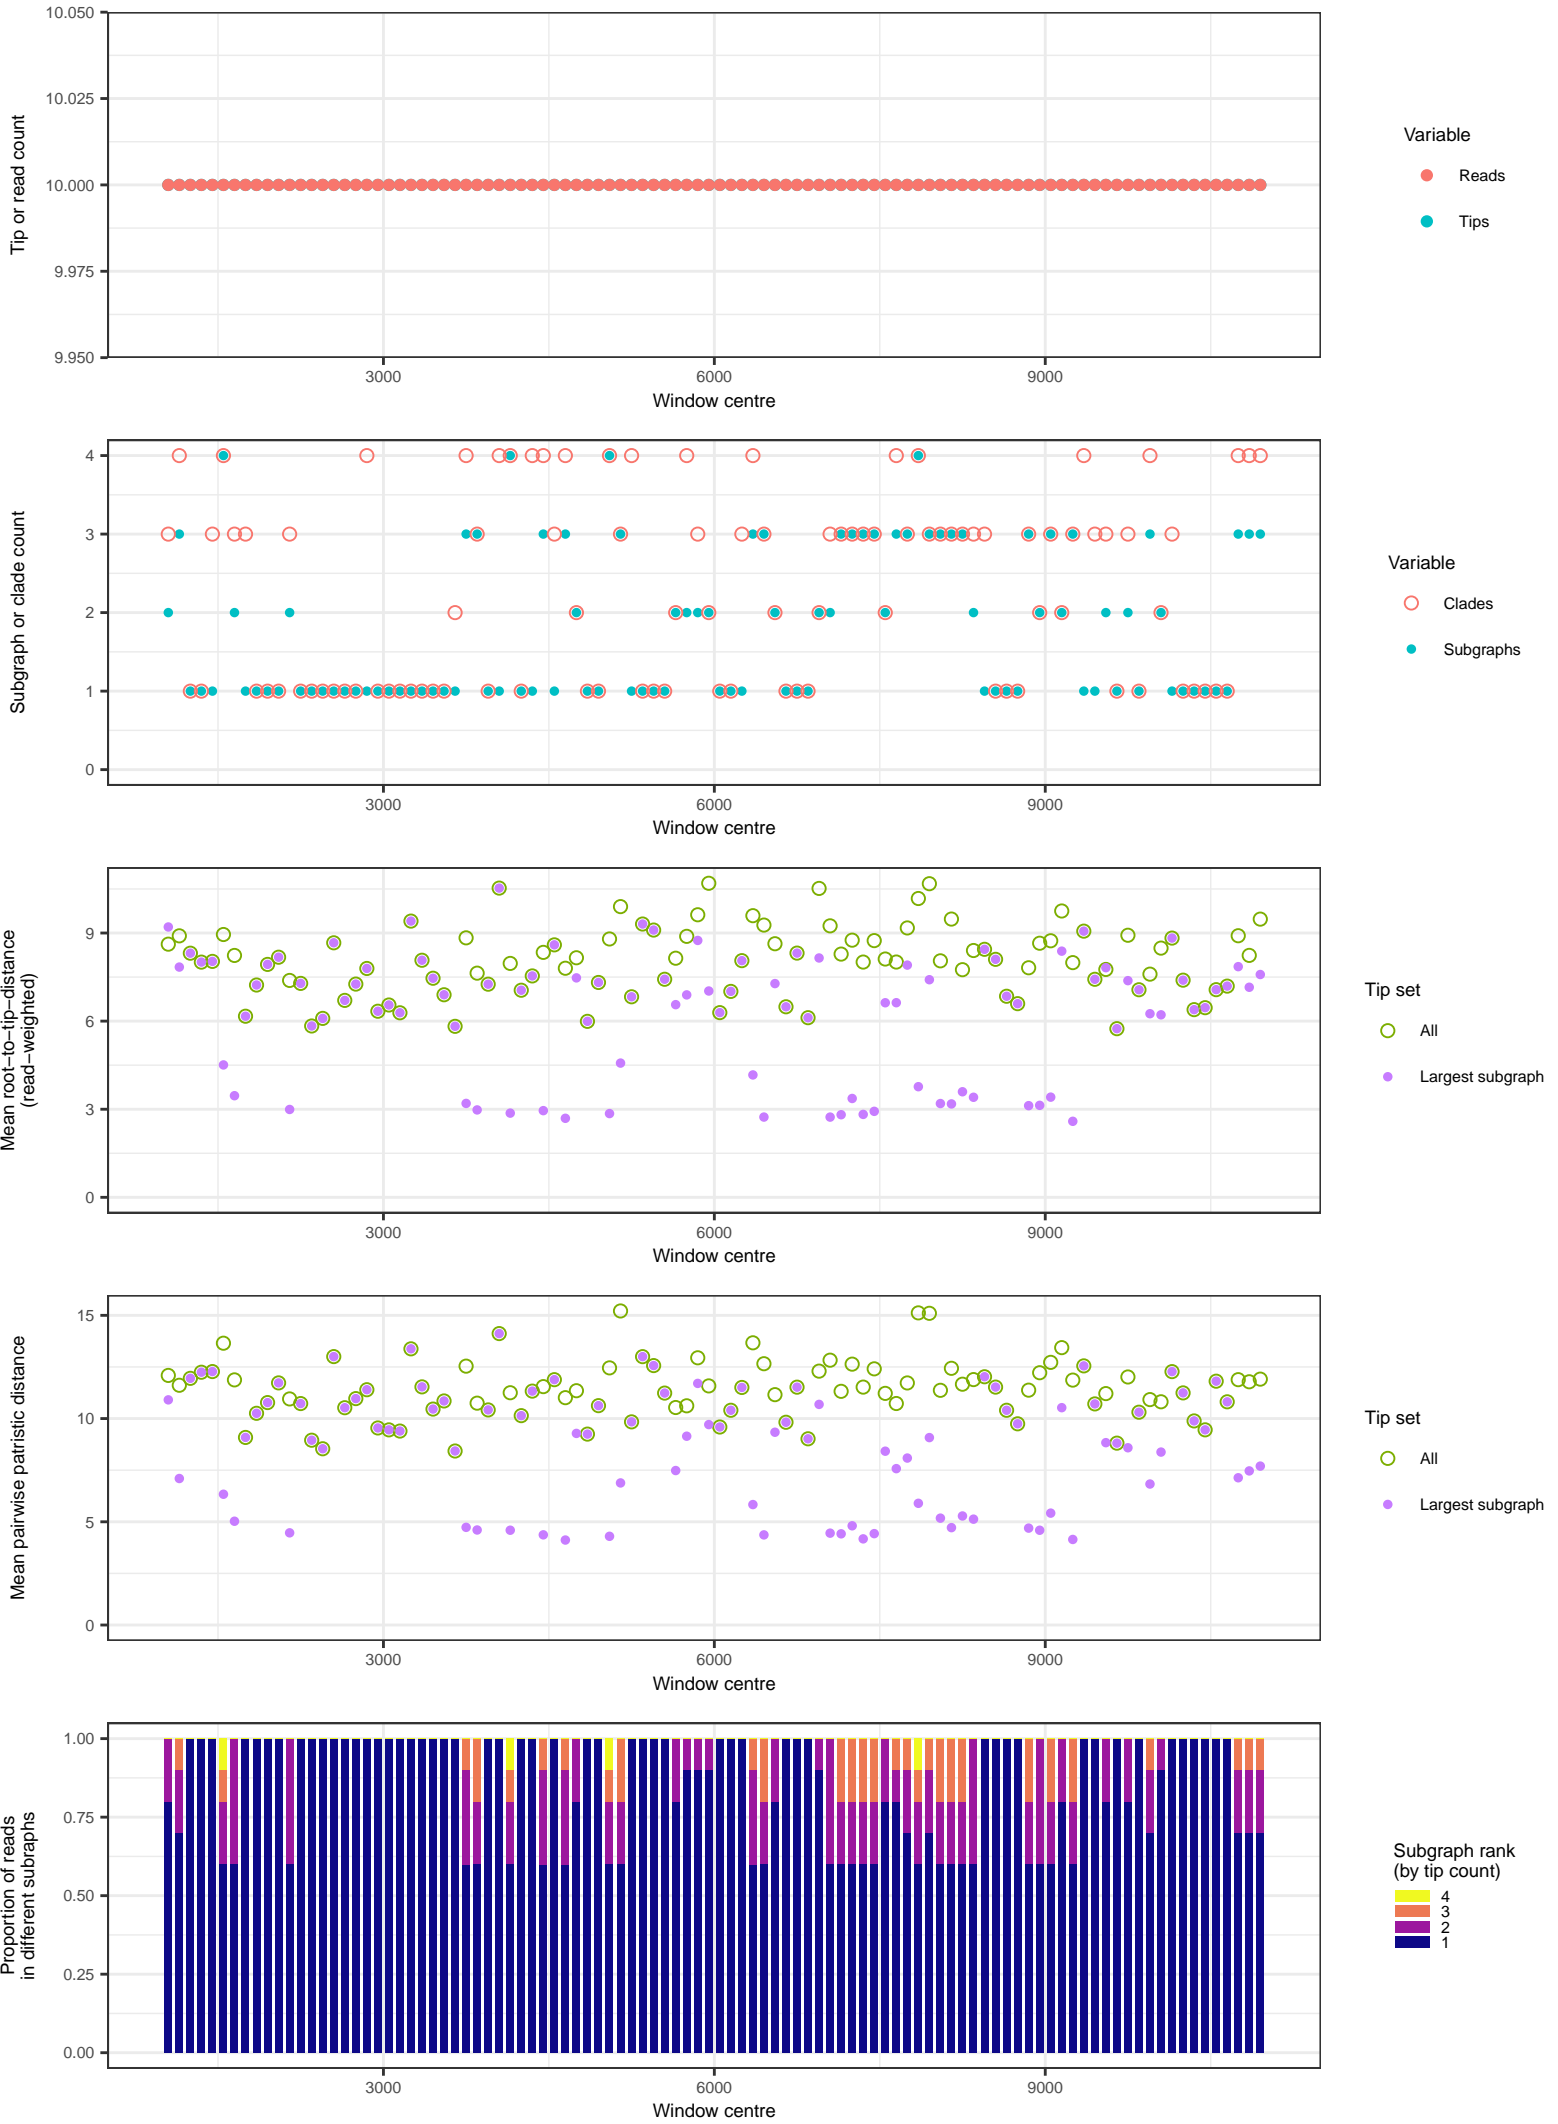 10.050
10.025
10.000
9.975
9.950
Tip or read count
3000 6000 9000
Window centre
Variable
Reads
Tips
4
3
2
1
0
Subgraph or clade count
3000 6000 9000
Window centre
Variable
Clades
Subgraphs
9
6
3
0
Mean root−to−tip−distance
(read−weighted)
3000 6000 9000
Window centre
Tip set
All
Largest subgraph
15
10
5
0
Mean pairwise patristic distance
3000 6000 9000
Window centre
Tip set
All
Largest subgraph
1.00
0.75
0.50
0.25
0.00
Proportion of reads
in different subraphs
3000 6000 9000
Window centre
Subgraph rank
(by tip count)
4
3
2
1